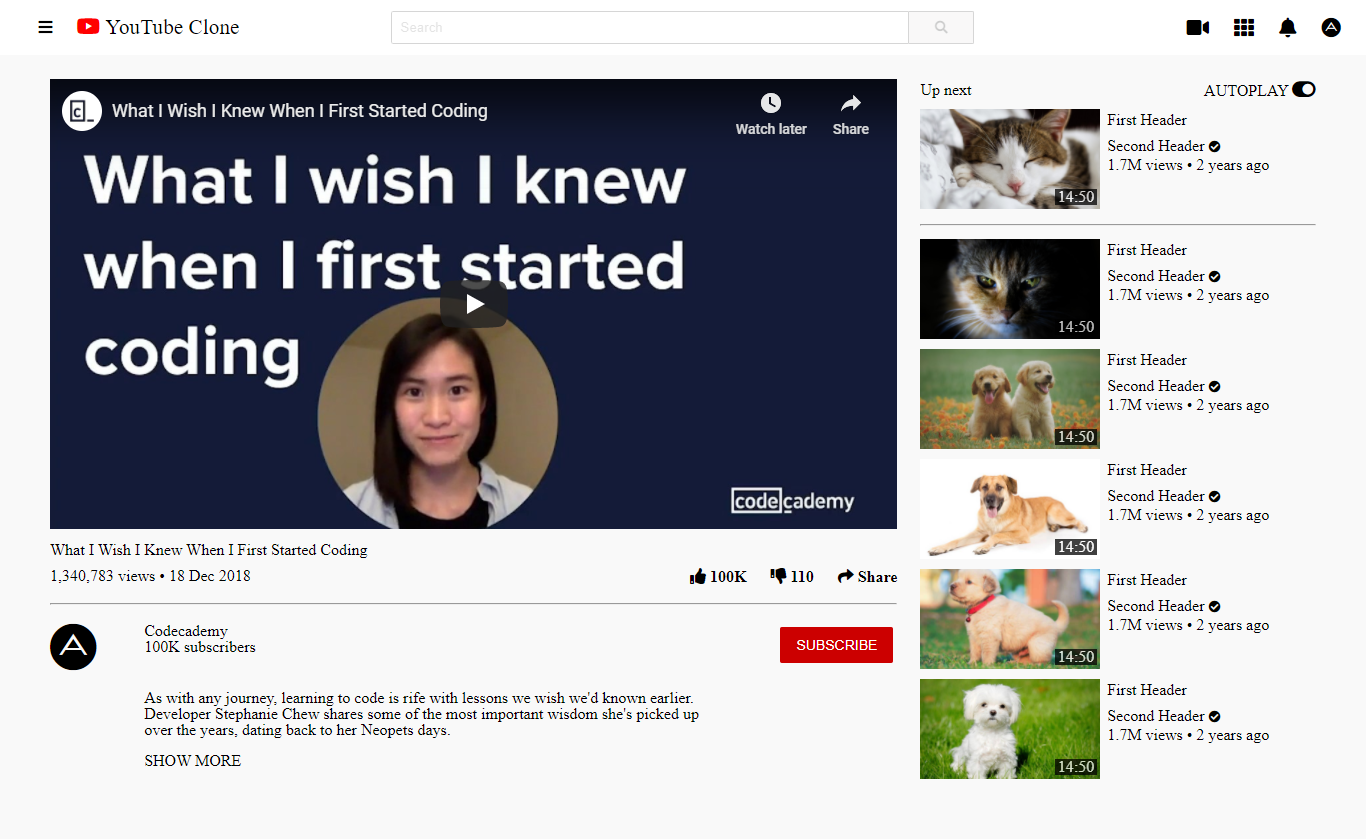 YouTube Clone
Search
c_
What I Wish I Knew When I First Started Coding
Watch later
Share
What I wish I knew
when I first started
coding
codecademy
What I Wish I Knew When I First Started Coding
1,340,783 views • 18 Dec 2018
100K
110
Share
A
Codecademy
100K subscribers
SUBSCRIBE
As with any journey, learning to code is rife with lessons we wish we'd known earlier.
Developer Stephanie Chew shares some of the most important wisdom she's picked up
over the years, dating back to her Neopets days.
SHOW MORE
Up next
AUTOPLAY
14:50
First Header
Second Header
1.7M views • 2 years ago
14:50
First Header
Second Header
1.7M views • 2 years ago
14:50
First Header
Second Header
1.7M views • 2 years ago
14:50
First Header
Second Header
1.7M views • 2 years ago
14:50
First Header
Second Header
1.7M views • 2 years ago
14:50
First Header
Second Header
1.7M views • 2 years ago